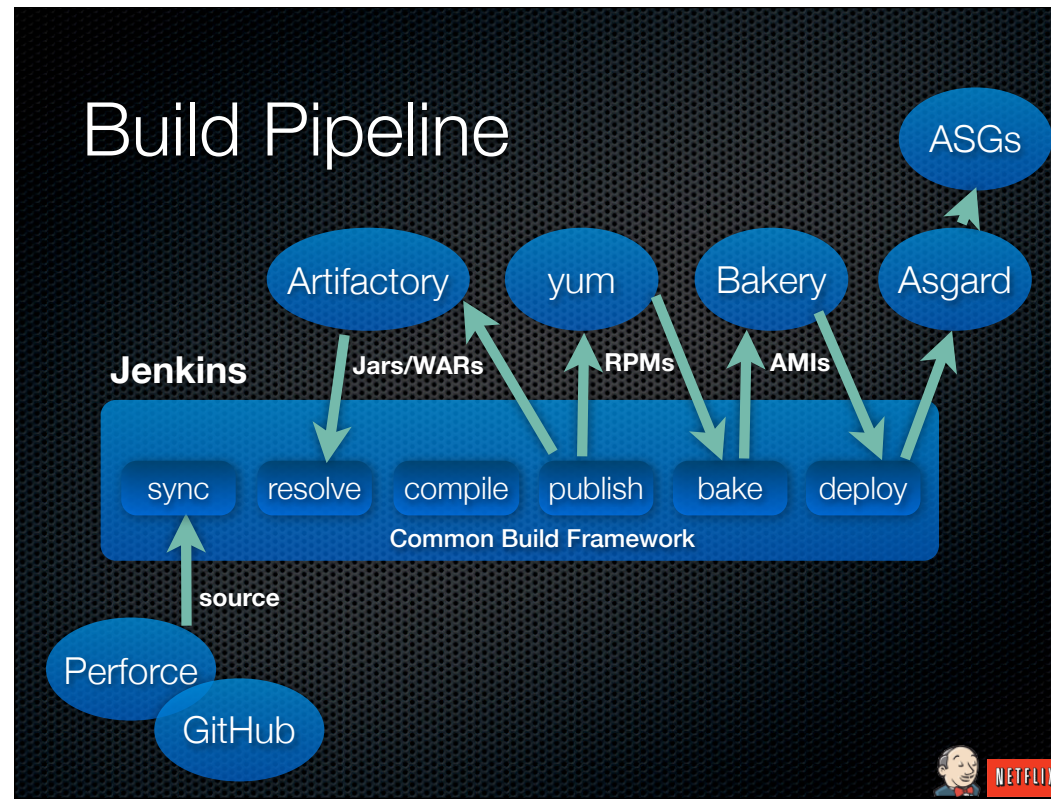 Build Pipeline
ASGs
Artifactory
yum
Bakery
Asgard
Jenkins
Jars/WARs
RPMs
AMIs
sync
resolve
compile
publish
bake
deploy
Common Build Framework
source
Perforce
GitHub
NETFLIX